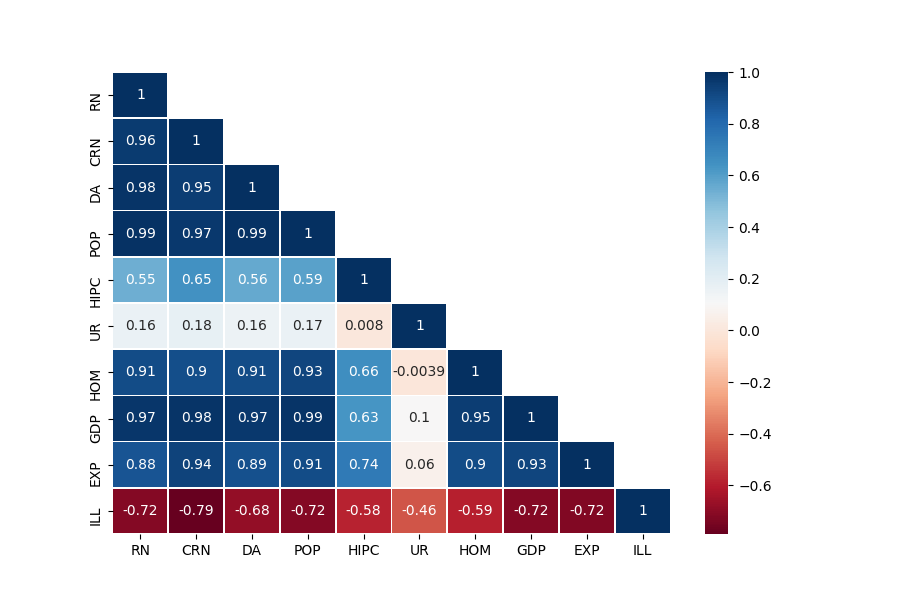 RN 1
CRN 0.96 1
DA 0.98 0.95 1
POP 0.99 0.97 0.99 1
HIPC 0.55 0.65 0.56 0.59 1
UR 0.16 0.18 0.16 0.17 0.008 1
HOM 0.91 0.9 0.91 0.93 0.66 -0.0039 1
GDP 0.97 0.98 0.97 0.99 0.63 0.1 0.95 1
EXP 0.88 0.94 0.89 0.91 0.74 0.06 0.9 0.93 1
ILL -0.72 -0.79 -0.68 -0.72 -0.58 -0.46 -0.59 -0.72 -0.72 1
RN CRN DA POP HIPC UR HOM GDP EXP ILL
1.0
0.8
0.6
0.4
0.2
0.0
−0.2
−0.4
−0.6